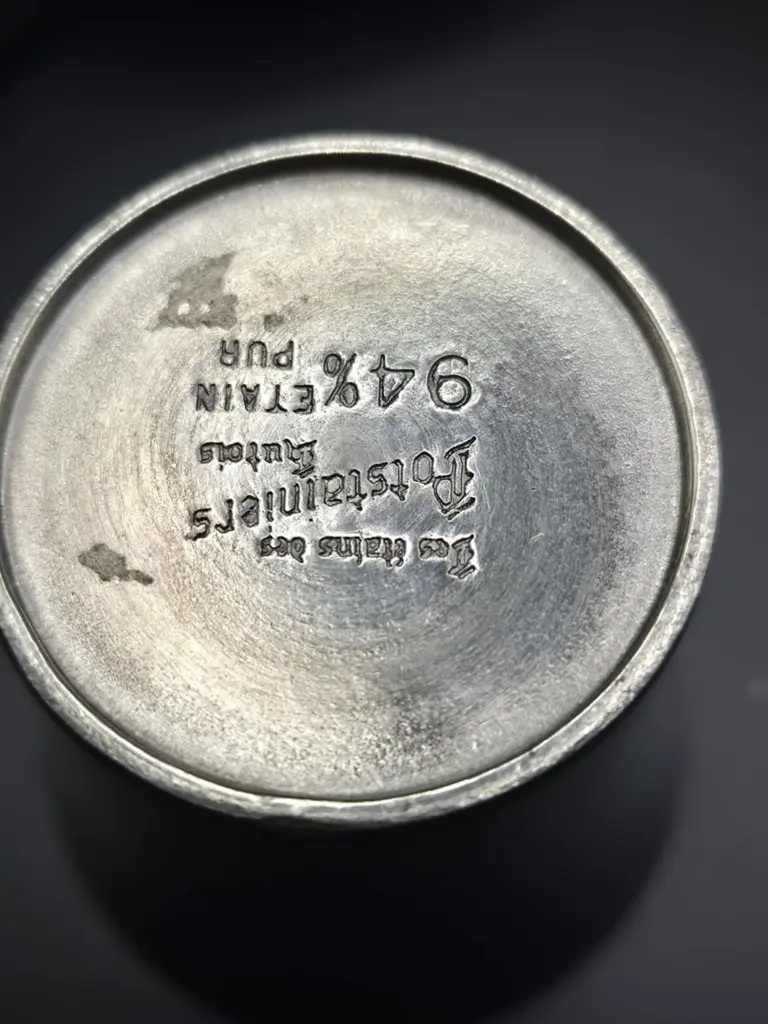 Les étains des
Potstainiers
Hutois
94% ETAIN
PUR